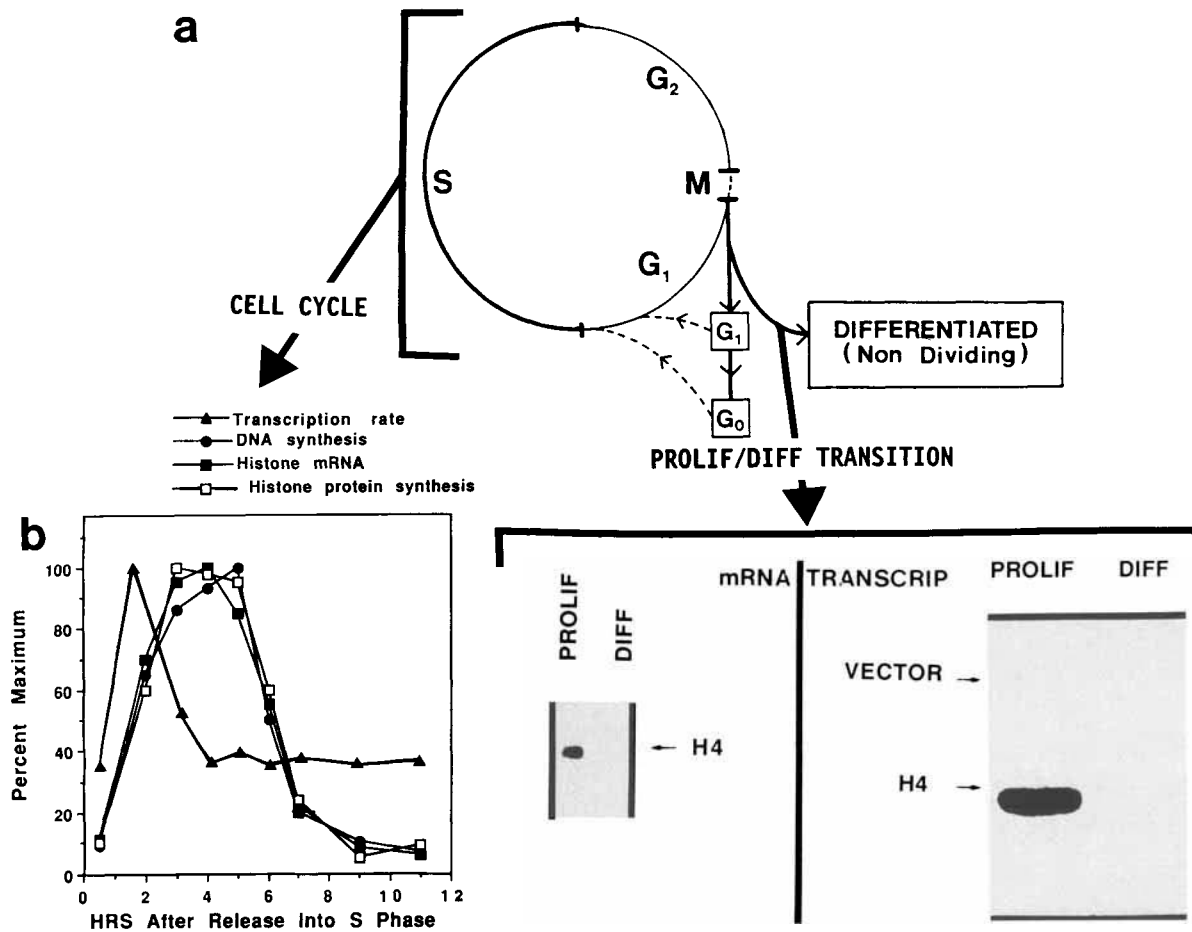 a
G₂
S
M
G₁
CELL CYCLE
G₁
DIFFERENTIATED
(Non Dividing)
G₀
PROLIF/DIFF TRANSITION
Transcription rate
DNA synthesis
Histone mRNA
Histone protein synthesis
b
Percent Maximum
100
80
60
40
20
0
0 2 4 6 8 10 12
HRS After Release Into S Phase
mRNA TRANSCRIP
PROLIF
DIFF
H4
PROLIF DIFF
VECTOR
H4